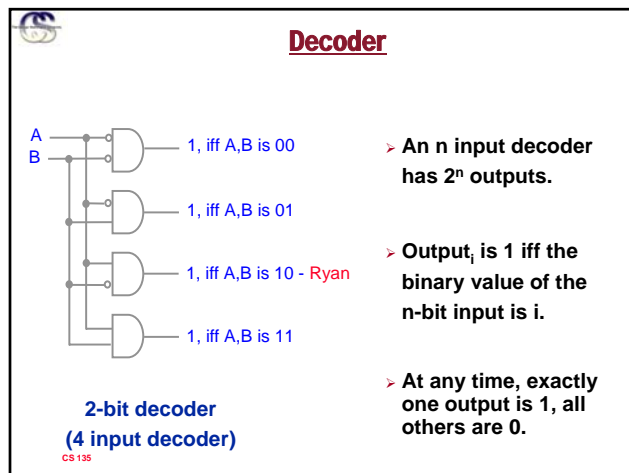 Decoder
A
B
1, iff A,B is 00
1, iff A,B is 01
1, iff A,B is 10 - Ryan
1, iff A,B is 11
2-bit decoder
(4 input decoder)
➢ An n input decoder
has 2ⁿ outputs.
➢ Outputᵢ is 1 iff the
binary value of the
n-bit input is i.
➢ At any time, exactly
one output is 1, all
others are 0.
CS 135